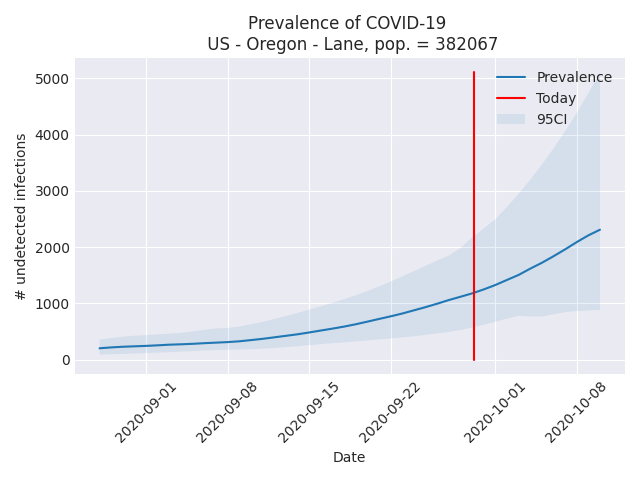 Prevalence of COVID-19
US - Oregon - Lane, pop. = 382067
# undetected infections
5000
4000
3000
2000
1000
0
Prevalence
Today
95CI
2020-09-01
2020-09-08
2020-09-15
2020-09-22
2020-10-01
2020-10-08
Date